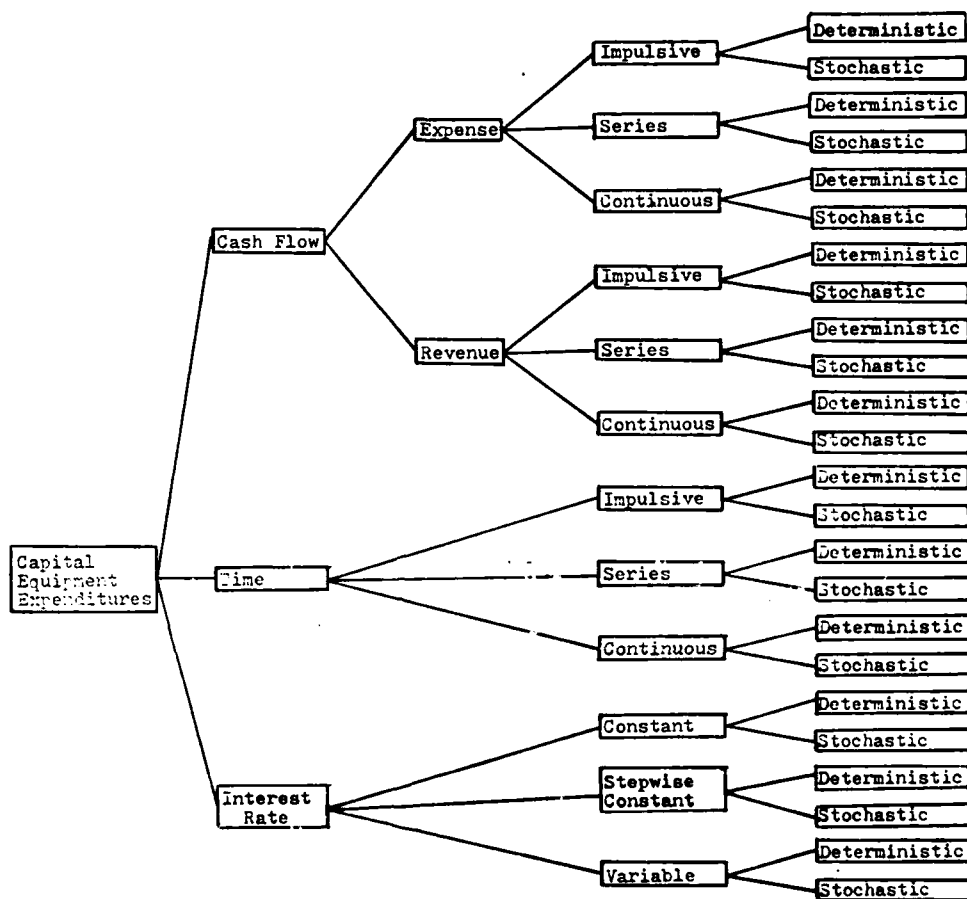 Deterministic
Impulsive
Stochastic
Deterministic
Expense
Series
Stochastic
Deterministic
Continuous
Stochastic
Cash Flow
Deterministic
Impulsive
Stochastic
Deterministic
Revenue
Series
Stochastic
Deterministic
Continuous
Stochastic
Deterministic
Impulsive
Stochastic
Capital
Equipment
Expenditures
Deterministic
Time
Series
Stochastic
Deterministic
Continuous
Stochastic
Deterministic
Constant
Stochastic
Interest
Rate
Stepwise
Constant
Deterministic
Stochastic
Deterministic
Variable
Stochastic